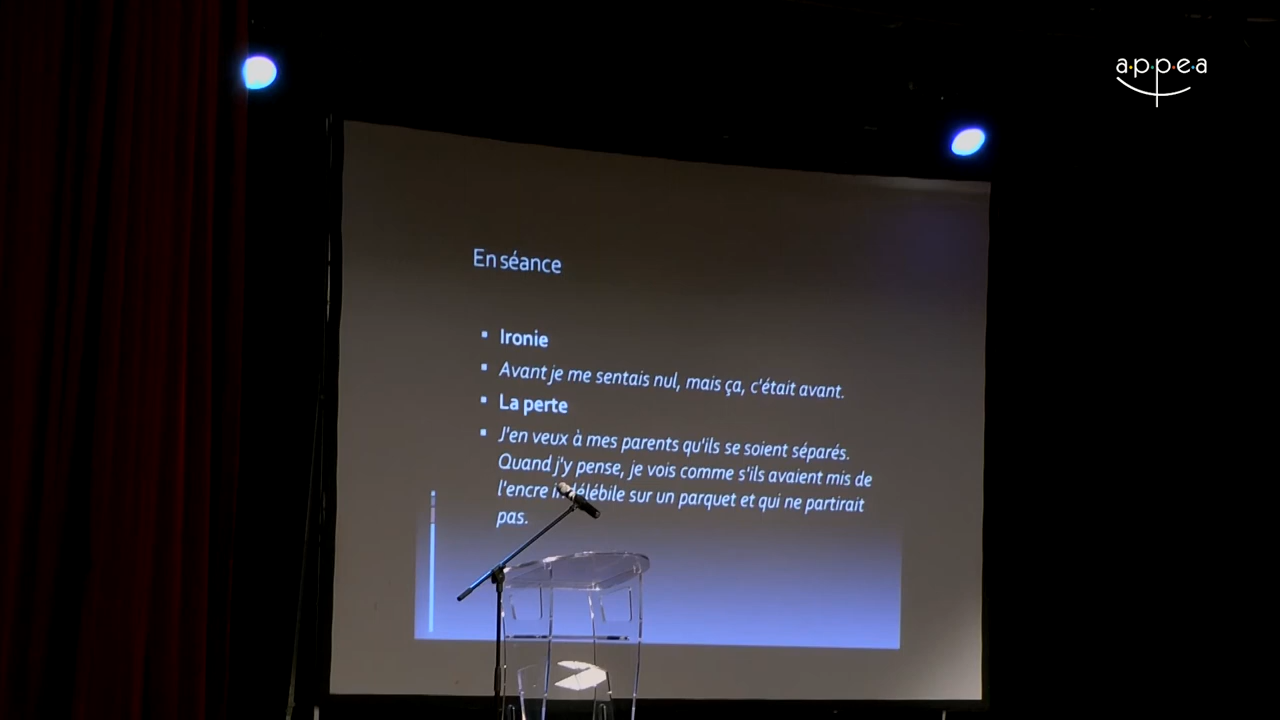 a·p·p·e·a
En séance
Ironie
Avant je me sentais nul, mais ça, c'était avant.
La perte
J'en veux à mes parents qu'ils se soient séparés.
Quand j'y pense, je vois comme s'ils avaient mis de
l'encre indélébile sur un parquet et qui ne partirait
pas.